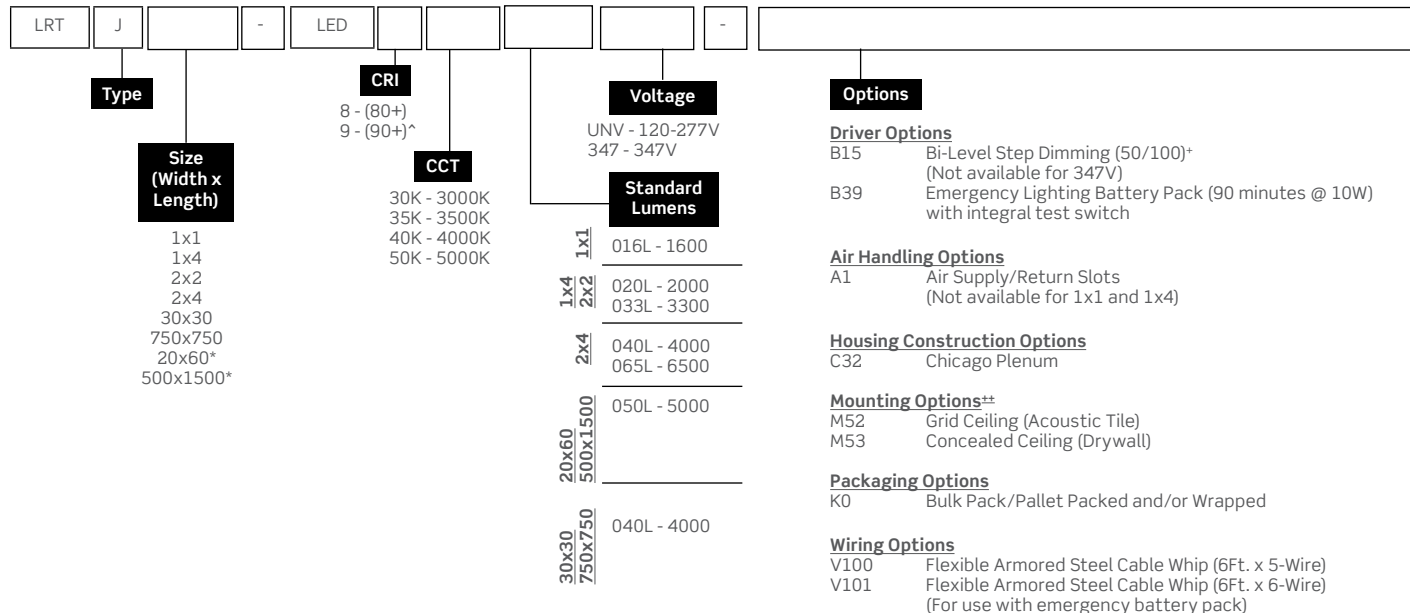 LRT J - LED -
Type
Size
(Width x
Length)
1x1
1x4
2x2
2x4
30x30
750x750
20x60*
500x1500*
CRI
8 - (80+)
9 - (90+)^
CCT
30K - 3000K
35K - 3500K
40K - 4000K
50K - 5000K
Voltage
UNV - 120-277V
347 - 347V
Standard
Lumens
1x1
016L - 1600
1x4
2x2
020L - 2000
033L - 3300
2x4
040L - 4000
065L - 6500
20x60
500x1500
050L - 5000
30x30
750x750
040L - 4000
Options
Driver Options
B15 Bi-Level Step Dimming (50/100)⁺
(Not available for 347V)
B39 Emergency Lighting Battery Pack (90 minutes @ 10W)
with integral test switch
Air Handling Options
A1 Air Supply/Return Slots
(Not available for 1x1 and 1x4)
Housing Construction Options
C32 Chicago Plenum
Mounting Options⁺⁺
M52 Grid Ceiling (Acoustic Tile)
M53 Concealed Ceiling (Drywall)
Packaging Options
K0 Bulk Pack/Pallet Packed and/or Wrapped
Wiring Options
V100 Flexible Armored Steel Cable Whip (6Ft. x 5-Wire)
V101 Flexible Armored Steel Cable Whip (6Ft. x 6-Wire)
(For use with emergency battery pack)